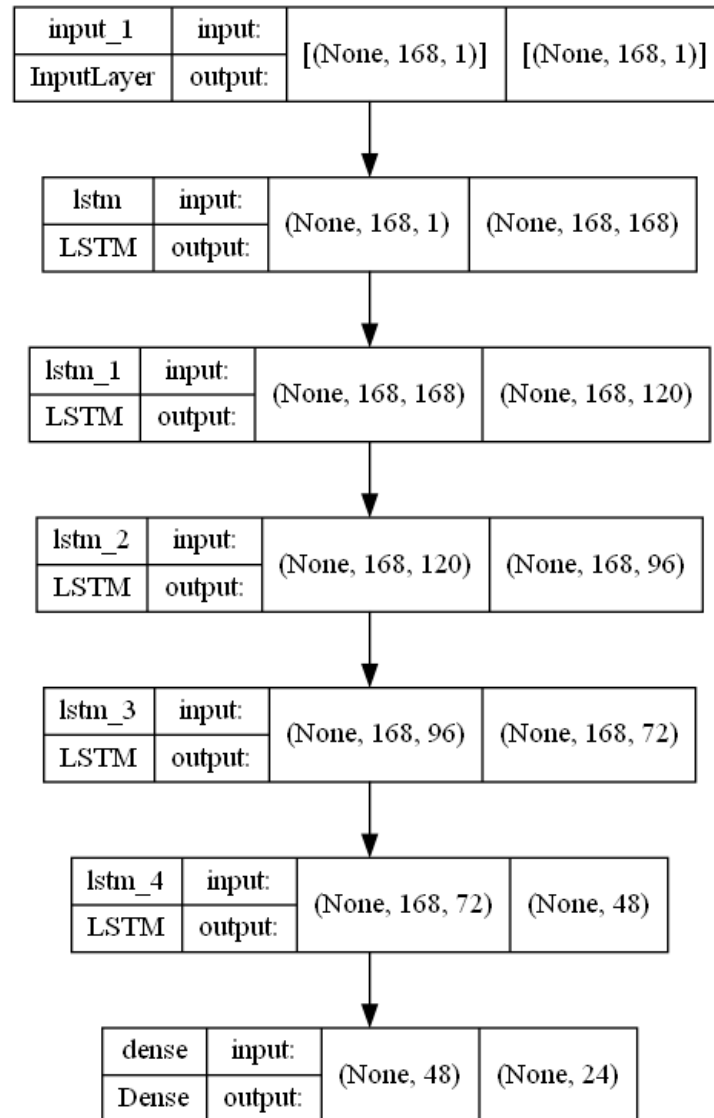 input_1 input: [(None, 168, 1)] [(None, 168, 1)]
InputLayer output:
lstm input: (None, 168, 1) (None, 168, 168)
LSTM output:
lstm_1 input: (None, 168, 168) (None, 168, 120)
LSTM output:
lstm_2 input: (None, 168, 120) (None, 168, 96)
LSTM output:
lstm_3 input: (None, 168, 96) (None, 168, 72)
LSTM output:
lstm_4 input: (None, 168, 72) (None, 48)
LSTM output:
dense input: (None, 48) (None, 24)
Dense output: